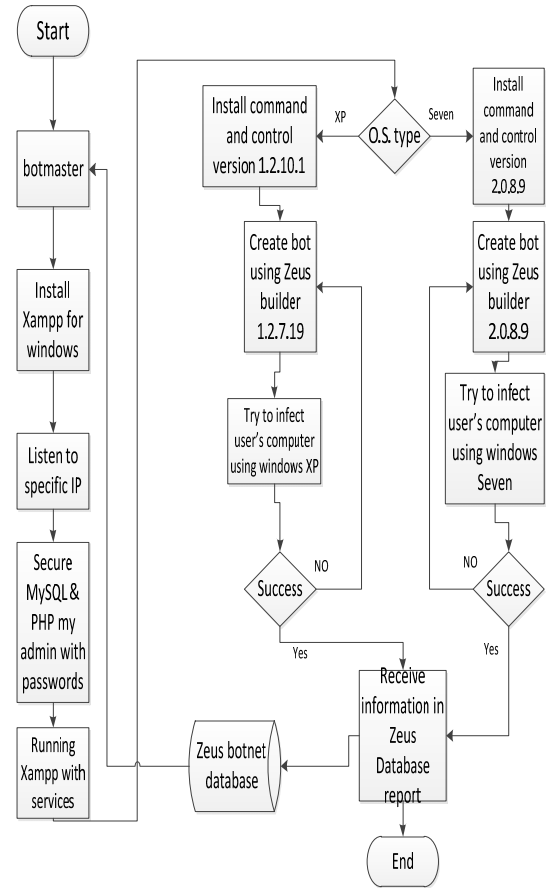 Start
botmaster
Install
Xampp for
windows
Listen to
specific IP
Secure
MySQL &
PHP my
admin with
passwords
Running
Xampp with
services
O.S. type
XP
Seven
Install command
and control
version 1.2.10.1
Create bot
using Zeus
builder
1.2.7.19
Try to infect
user's computer
using windows XP
Success
NO
Yes
Install
command
and control
version
2.0.8.9
Create bot
using Zeus
builder
2.0.8.9
Try to infect
user's computer
using windows
Seven
Success
NO
Yes
Receive
information in
Zeus
Database
report
Zeus botnet
database
End